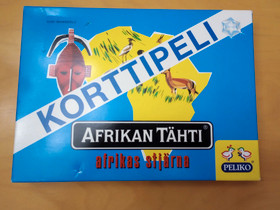 KORTTIPELI
AFRIKAN TÄHTI®
afrikas stjärna
PELIKO